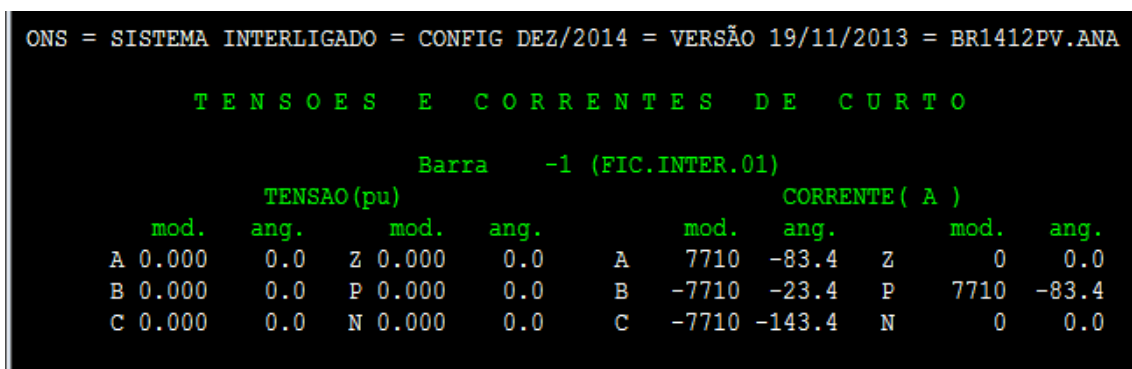 ONS = SISTEMA INTERLIGADO = CONFIG DEZ/2014 = VERSÃO 19/11/2013 = BR1412PV.ANA
T E N S O E S E C O R R E N T E S D E C U R T O
Barra -1 (FIC.INTER.01)
TENSAO(pu) CORRENTE( A )
mod. ang. mod. ang. mod. ang. mod. ang.
A 0.000 0.0 Z 0.000 0.0 A 7710 -83.4 Z 0 0.0
B 0.000 0.0 P 0.000 0.0 B -7710 -23.4 P 7710 -83.4
C 0.000 0.0 N 0.000 0.0 C -7710 -143.4 N 0 0.0